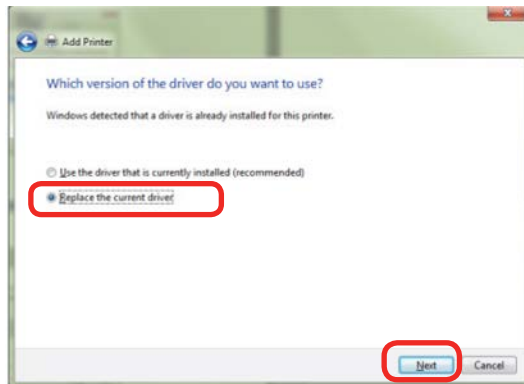 Add Printer
Which version of the driver do you want to use?
Windows detected that a driver is already installed for this printer.
Use the driver that is currently installed (recommended)
Replace the current driver
Next Cancel